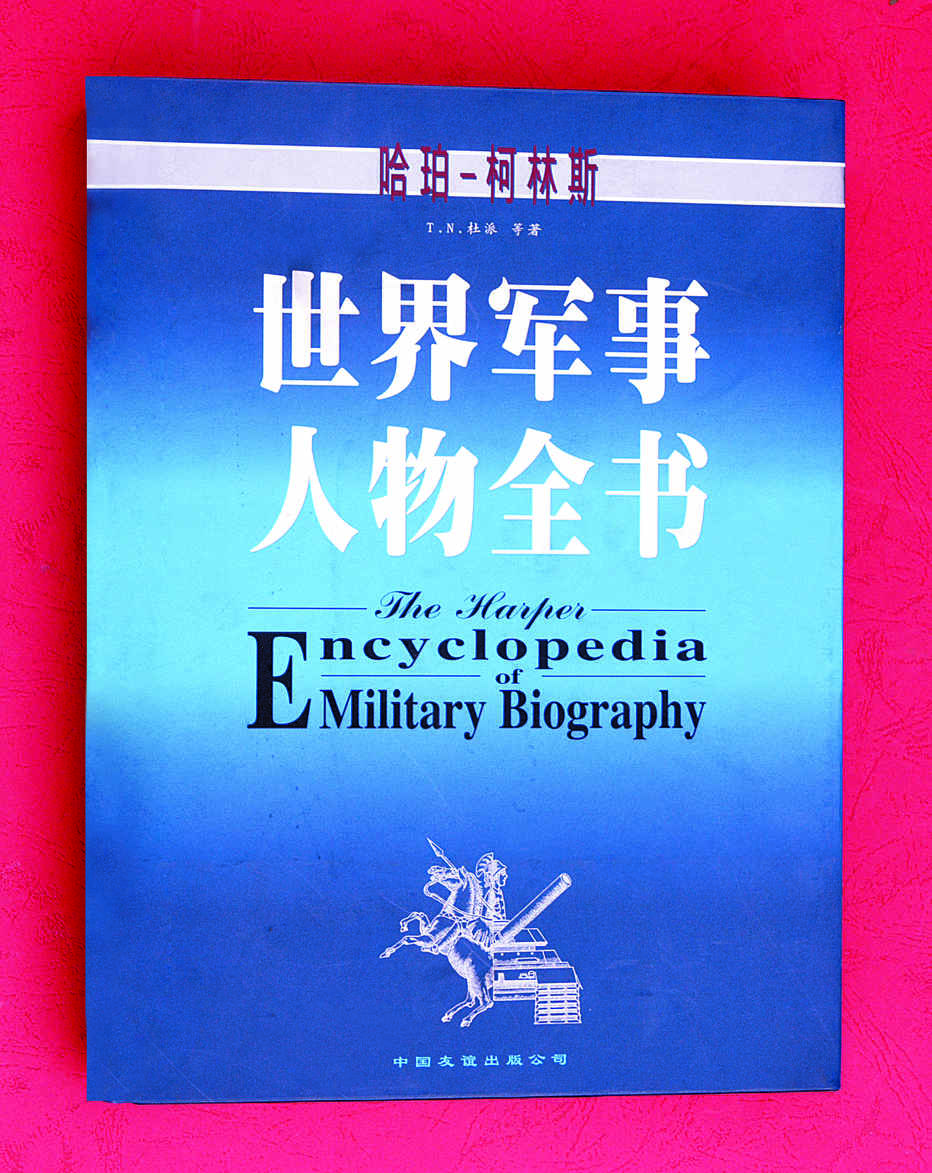 哈珀-柯林斯
T.N.杜派 等著
世界军事
人物全书
The Harper
Encyclopedia
of
Military Biography
中国友谊出版公司